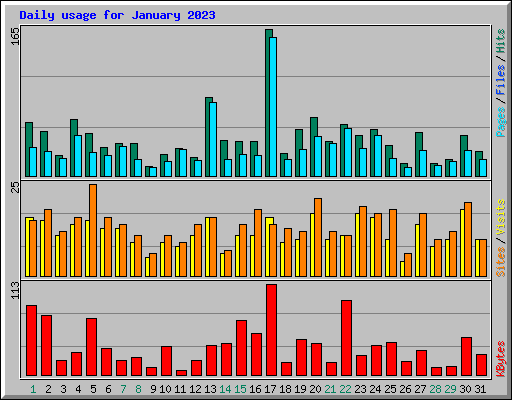 Daily usage for January 2023
165
Pages / Files / Hits
25
Sites / Visits
113
KBytes
1 2 3 4 5 6 7 8 9 10 11 12 13 14 15 16 17 18 19 20 21 22 23 24 25 26 27 28 29 30 31